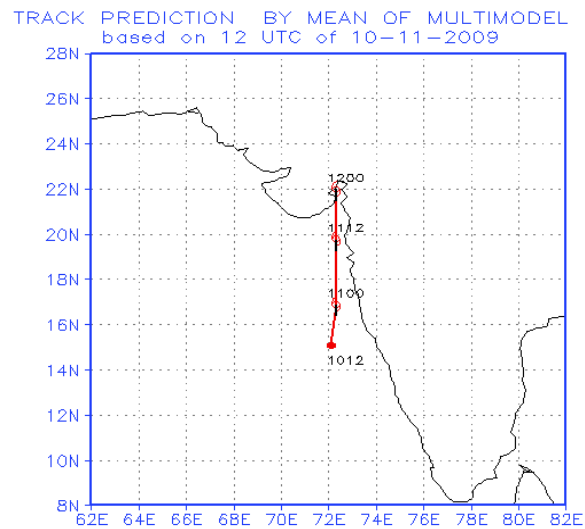 TRACK PREDICTION BY MEAN OF MULTIMODEL
based on 12 UTC of 10-11-2009
28N
26N
24N
22N
20N
18N
16N
14N
12N
10N
8N
1200
1112
1100
1012
62E 64E 66E 68E 70E 72E 74E 76E 78E 80E 82E